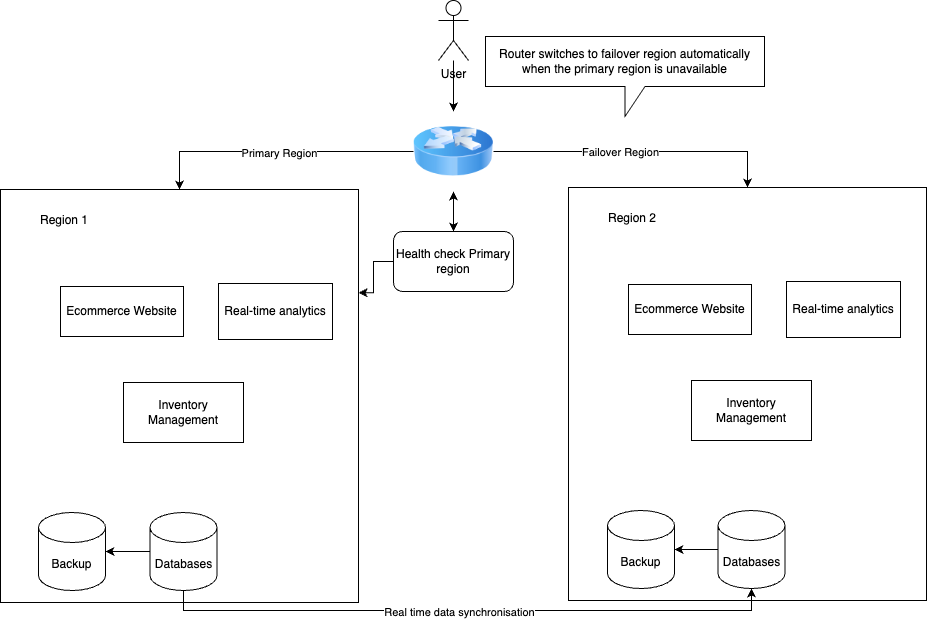 User
Router switches to failover region automatically
when the primary region is unavailable
Primary Region
Failover Region
Region 1
Health check Primary
region
Region 2
Ecommerce Website
Real-time analytics
Ecommerce Website
Real-time analytics
Inventory
Management
Inventory
Management
Backup
Databases
Backup
Databases
Real time data synchronisation